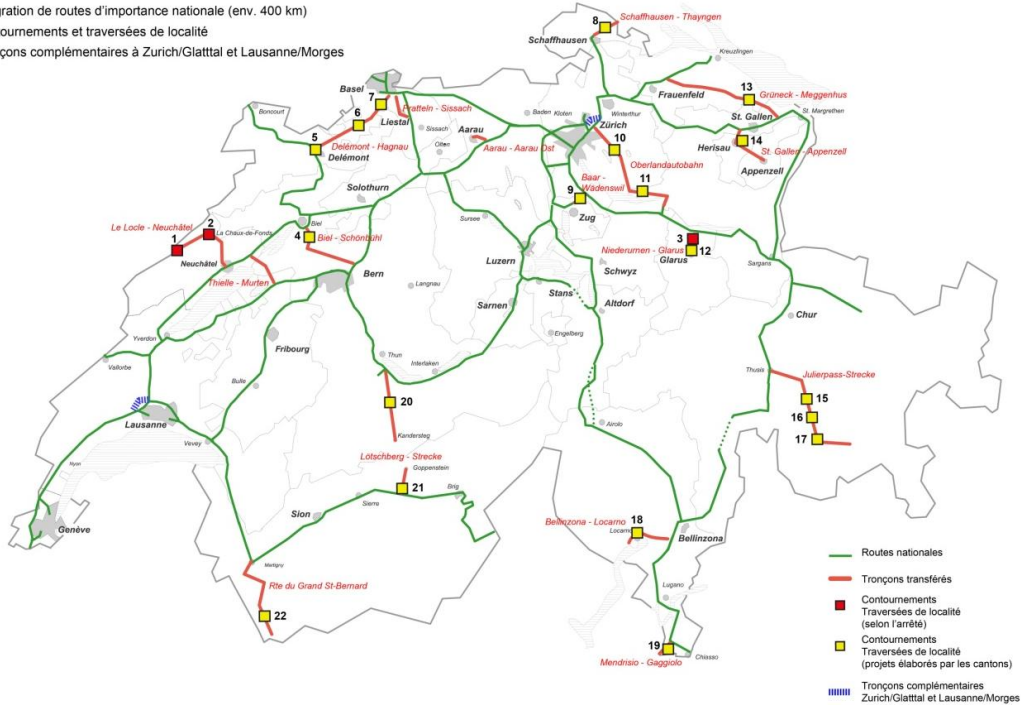 gration de routes d'importance nationale (env. 400 km)
tournements et traversées de localité
nçons complémentaires à Zurich/Glatttal et Lausanne/Morges
8
Schaffhausen - Thayngen
Schaffhausen
Kreuzlingen
Basel
7
Boncourt
Pratteln - Sissach
Liestal
6
Sissach
Olten
Aarau
Aarau - Aarau Ost
5
Delémont - Hagnau
Delémont
Baden
Kloten
Winterthur
Zürich
Frauenfeld
13
Grüneck - Meggenhus
St. Margrethen
St. Gallen
14
Herisau
St. Gallen - Appenzell
Appenzell
10
Oberlandautobahn
11
Baar -
Wädenswil
9
Zug
Solothurn
Le Locle - Neuchâtel
2
1
La Chaux-de-Fonds
Neuchâtel
Biel
4
Biel - Schönbühl
Thielle - Murten
Bern
Sursee
Luzern
Langnau
3
Niederurnen - Glarus
12
Glarus
Schwyz
Sargans
Stans
Altdorf
Sarnen
Engelberg
Chur
Yverdon
Vallorbe
Fribourg
Bulle
Thun
Interlaken
Thusis
Julierpass-Strecke
15
16
17
20
Kandersteg
Airolo
Lausanne
Vevey
Nyon
Genève
Lötschberg - Strecke
Goppenstein
21
Brig
Sierre
Sion
Martigny
Rte du Grand St-Bernard
22
18
Bellinzona - Locarno
Locarno
Bellinzona
Lugano
19
Mendrisio - Gaggiolo
Chiasso
Routes nationales
Tronçons transférés
Contournements
Traversées de localité
(selon l'arrêté)
Contournements
Traversées de localité
(projets élaborés par les cantons)
Tronçons complémentaires
Zurich/Glatttal et Lausanne/Morges